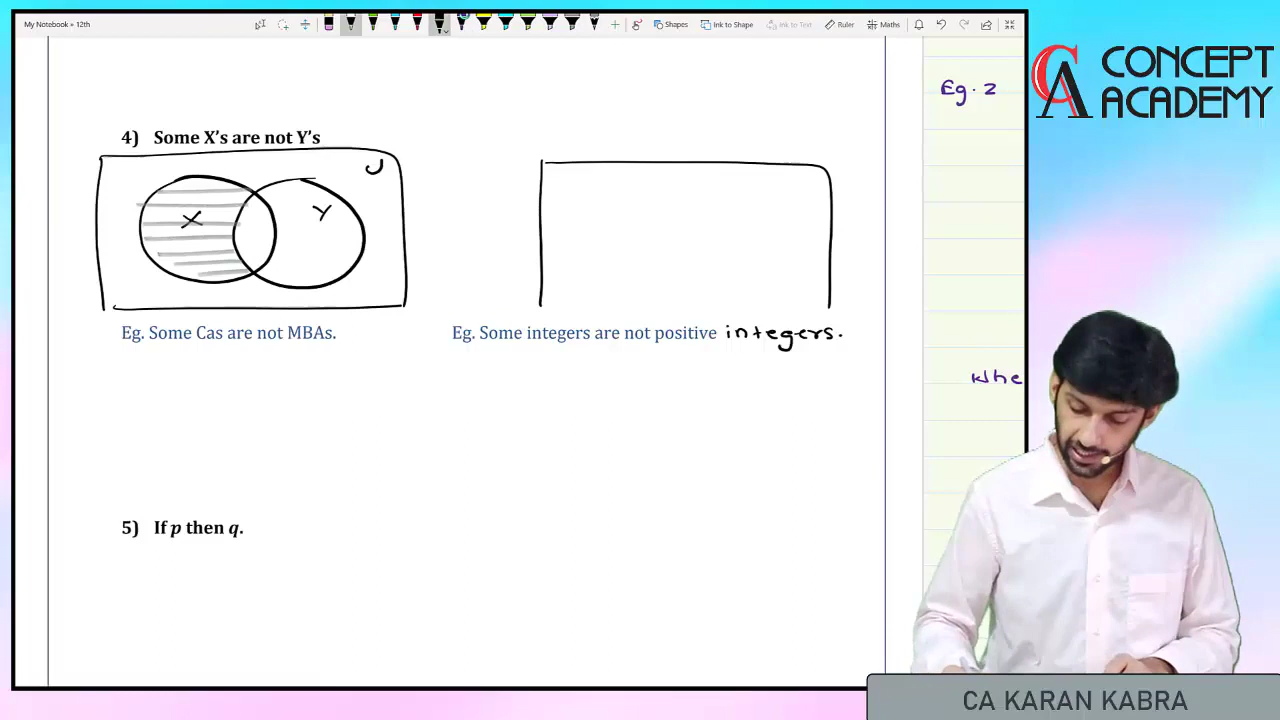 My Notebook » 12th
Shapes
Ink to Shape
Ink to Text
Ruler
Maths
CONCEPT
ACADEMY
Eg. 2
4) Some X's are not Y's
U
X
Y
Eg. Some Cas are not MBAs.
Eg. Some integers are not positive integers.
Whe
5) If p then q.
CA KARAN KABRA